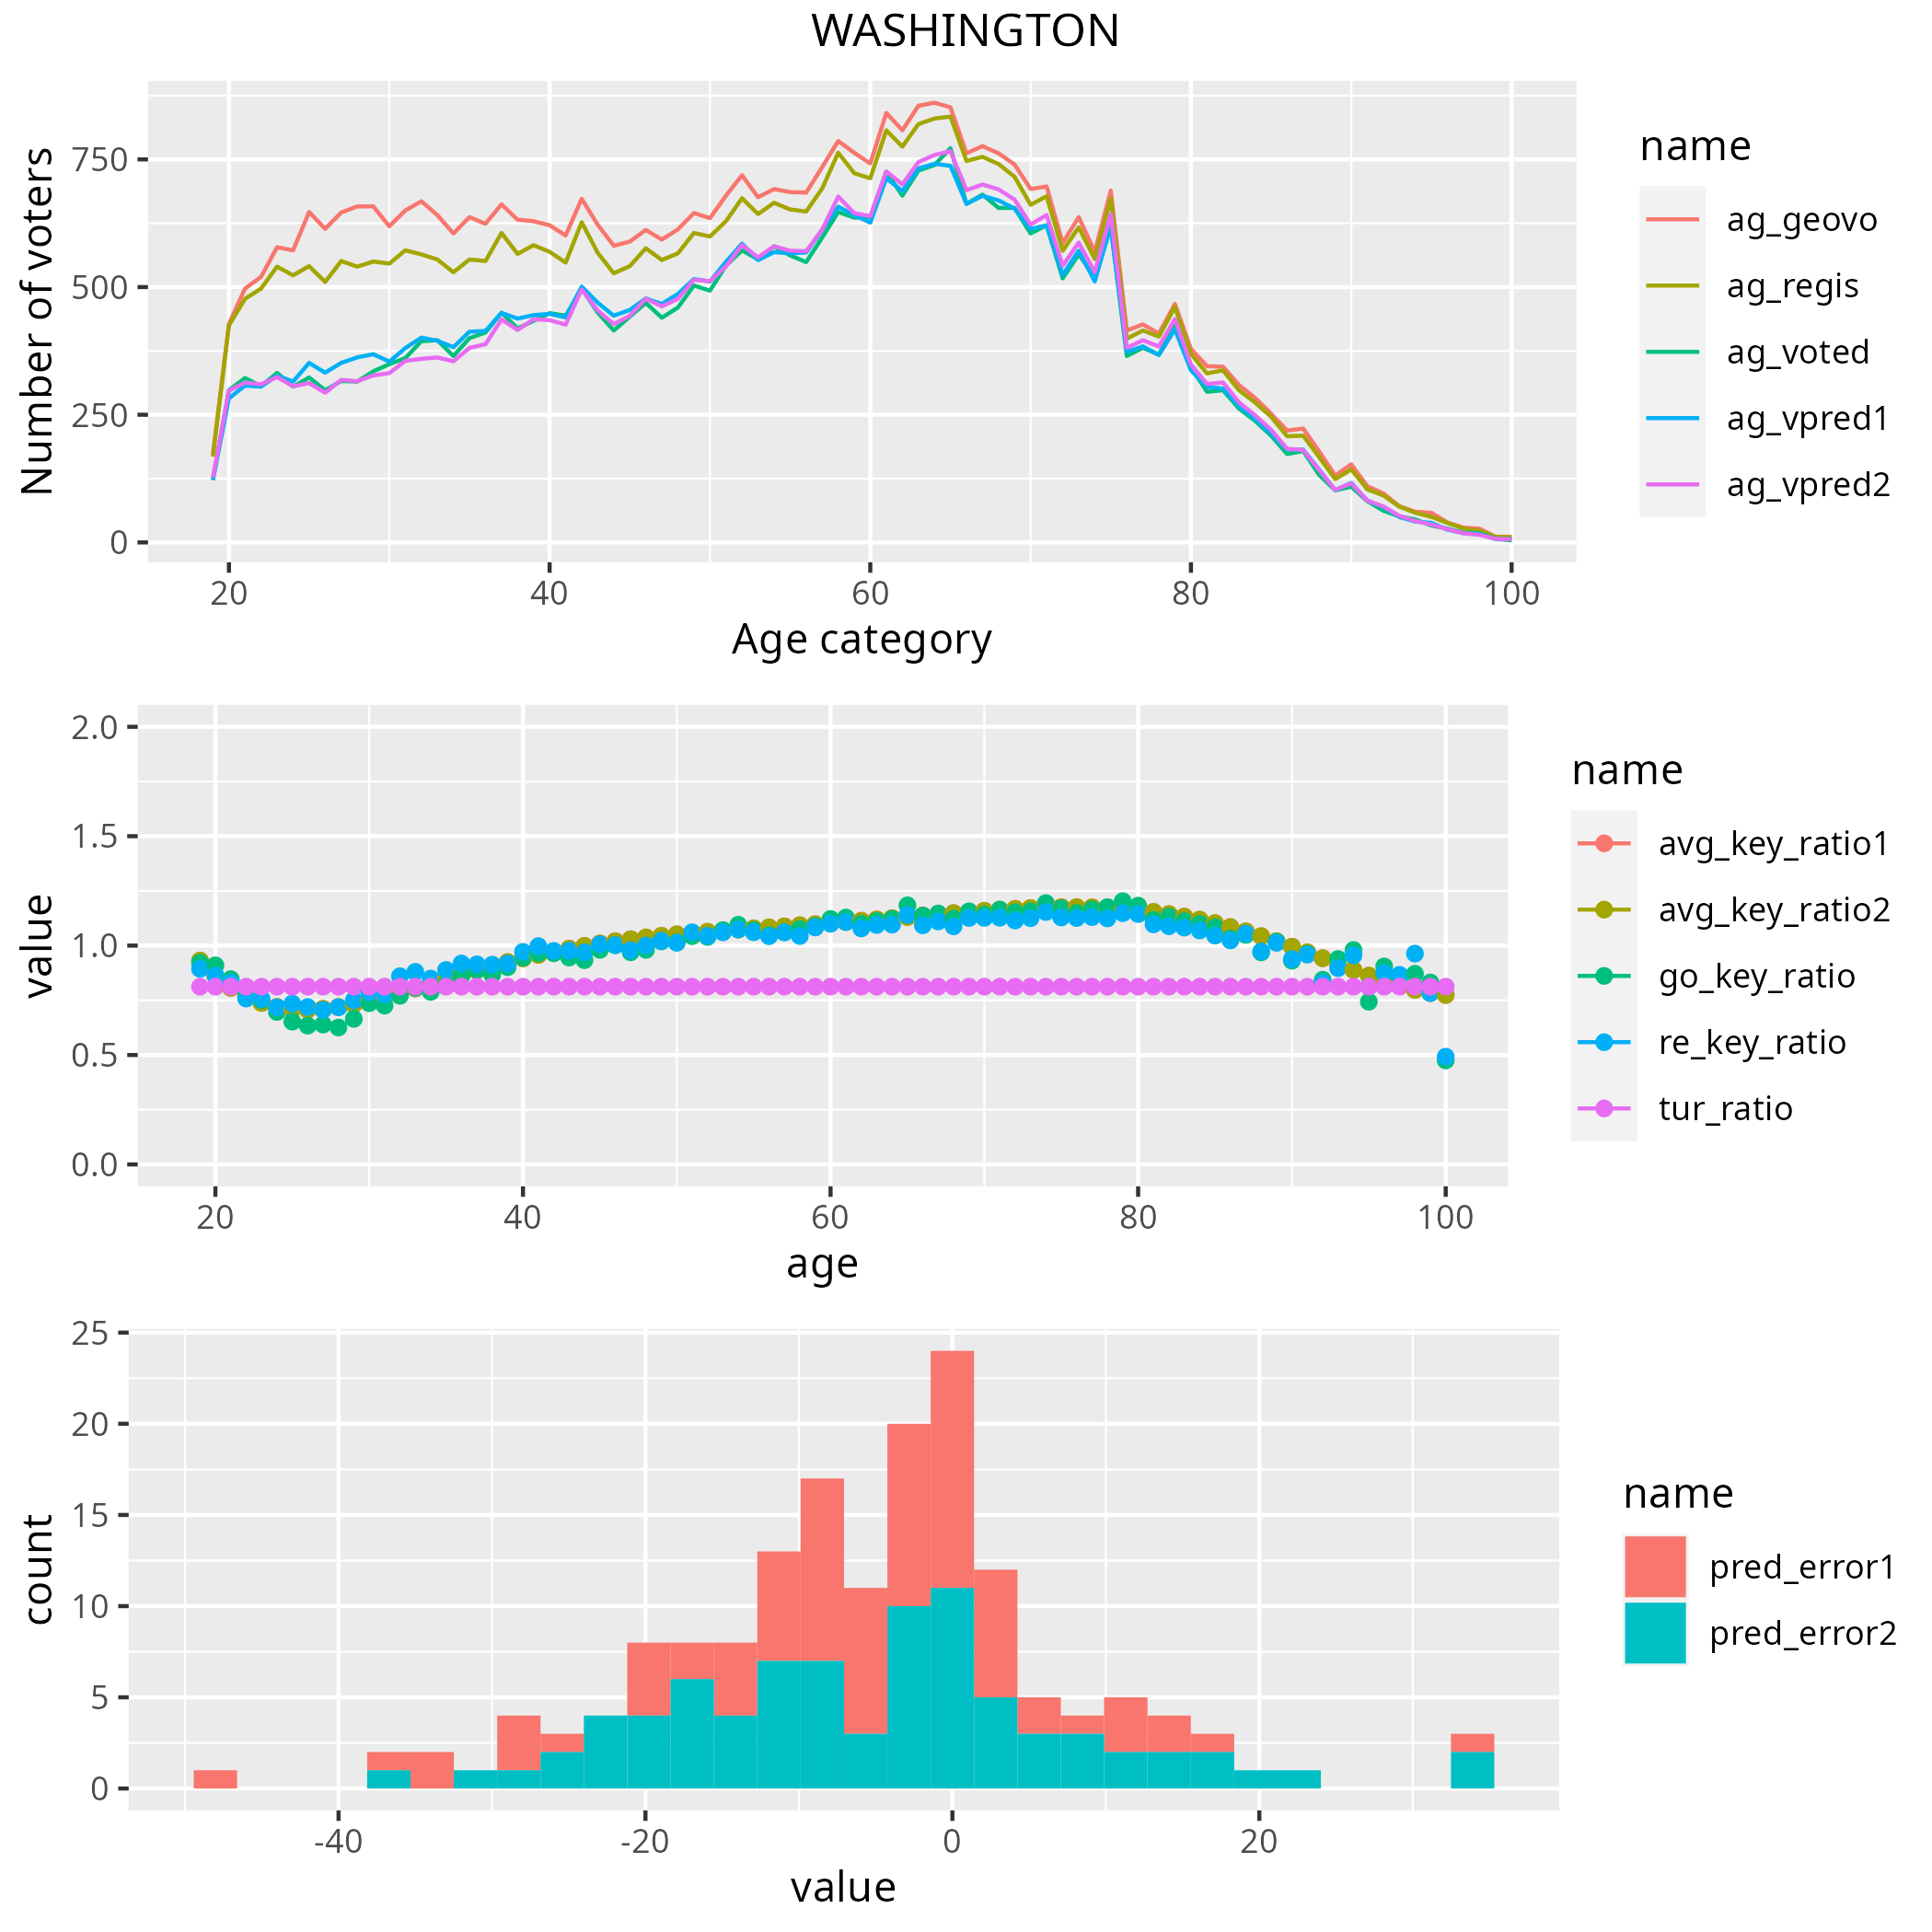 WASHINGTON
Number of voters
750
500
250
0
20 40 60 80 100
Age category
name
ag_geovo
ag_regis
ag_voted
ag_vpred1
ag_vpred2
value
2.0
1.5
1.0
0.5
0.0
20 40 60 80 100
age
name
avg_key_ratio1
avg_key_ratio2
go_key_ratio
re_key_ratio
tur_ratio
count
25
20
15
10
5
0
-40 -20 0 20
value
name
pred_error1
pred_error2